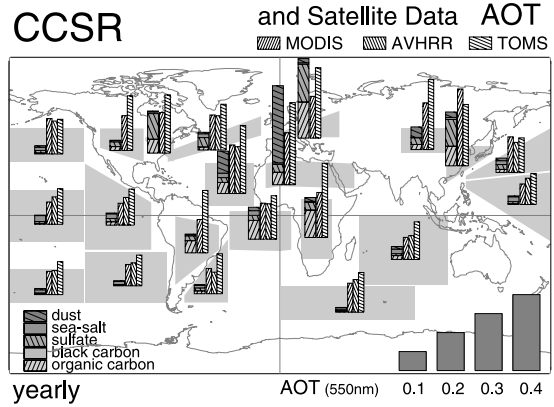 CCSR and Satellite Data AOT
MODIS AVHRR TOMS
dust
sea-salt
sulfate
black carbon
organic carbon
yearly AOT (550nm) 0.1 0.2 0.3 0.4